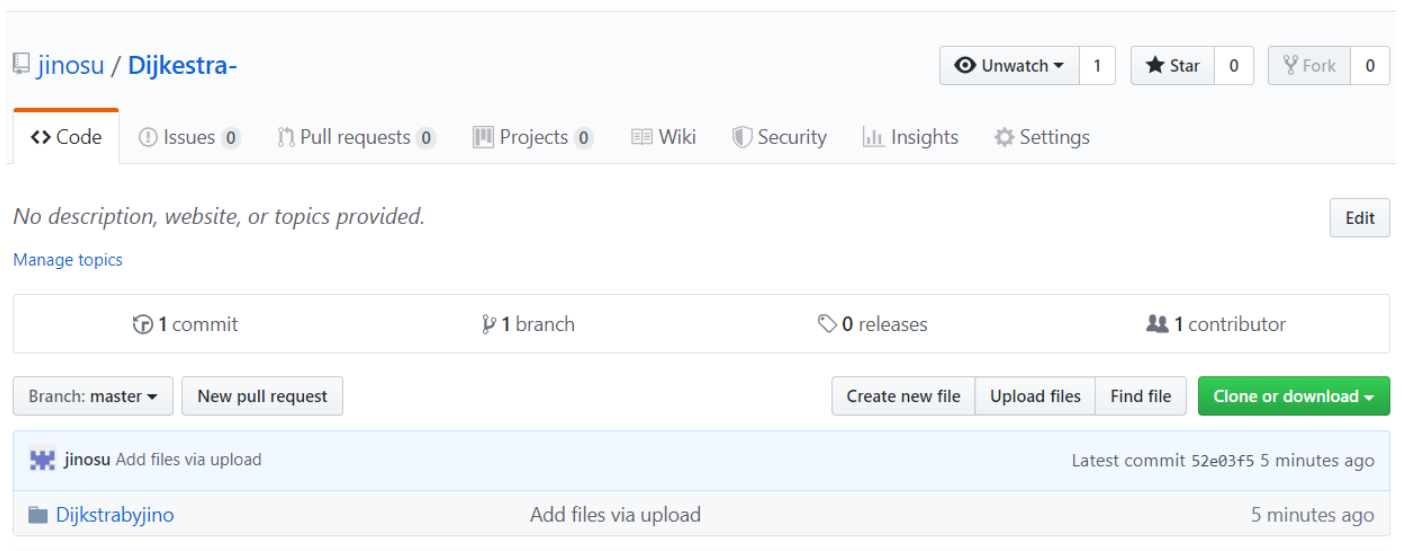 jinosu / Dijkestra-
Unwatch 1 Star 0 Fork 0
Code Issues 0 Pull requests 0 Projects 0 Wiki Security Insights Settings
No description, website, or topics provided. Edit
Manage topics
1 commit 1 branch 0 releases 1 contributor
Branch: master New pull request Create new file Upload files Find file Clone or download
jinosu Add files via upload Latest commit 52e03f5 5 minutes ago
Dijkstrabyjino Add files via upload 5 minutes ago